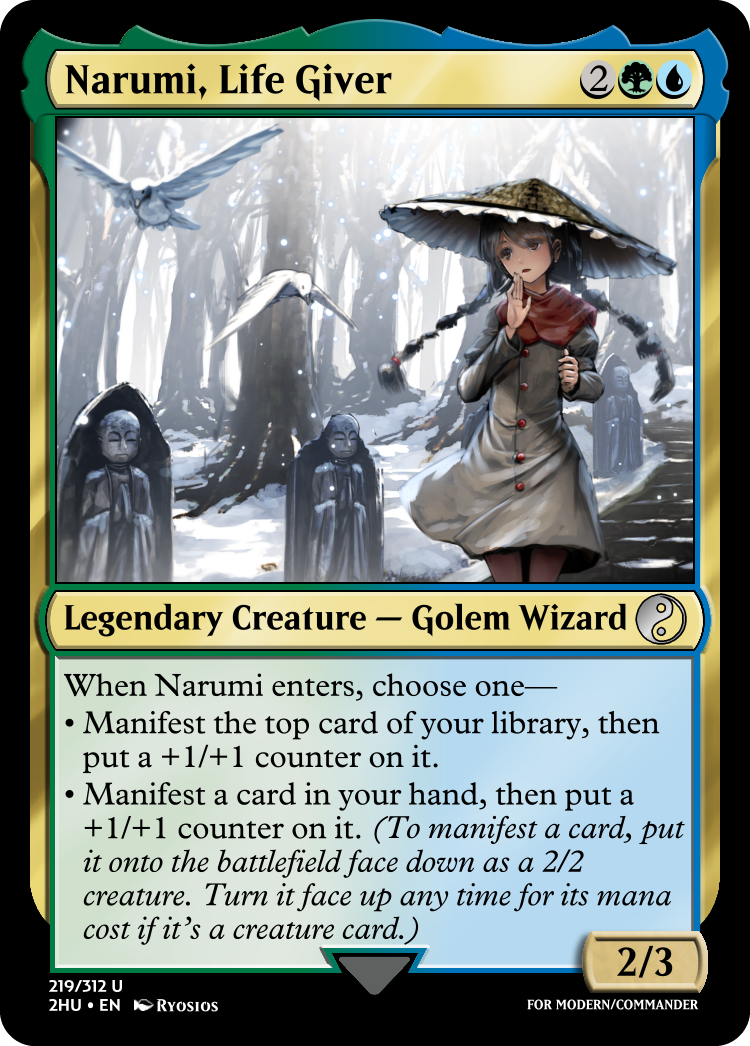 Narumi, Life Giver 2
Legendary Creature — Golem Wizard
When Narumi enters, choose one—
• Manifest the top card of your library, then
put a +1/+1 counter on it.
• Manifest a card in your hand, then put a
+1/+1 counter on it. (To manifest a card, put
it onto the battlefield face down as a 2/2
creature. Turn it face up any time for its mana
cost if it's a creature card.)
2/3
219/312 U
2HU • EN Ryosios
FOR MODERN/COMMANDER